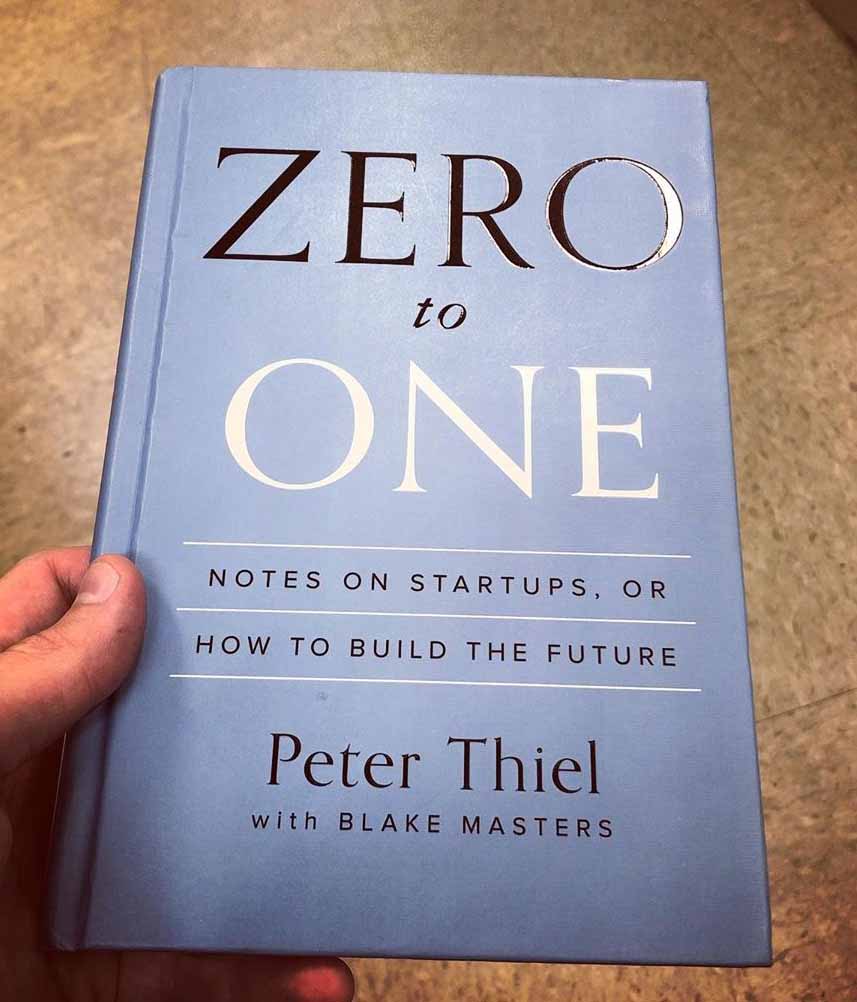 ZERO
to
ONE
NOTES ON STARTUPS, OR
HOW TO BUILD THE FUTURE
Peter Thiel
with BLAKE MASTERS